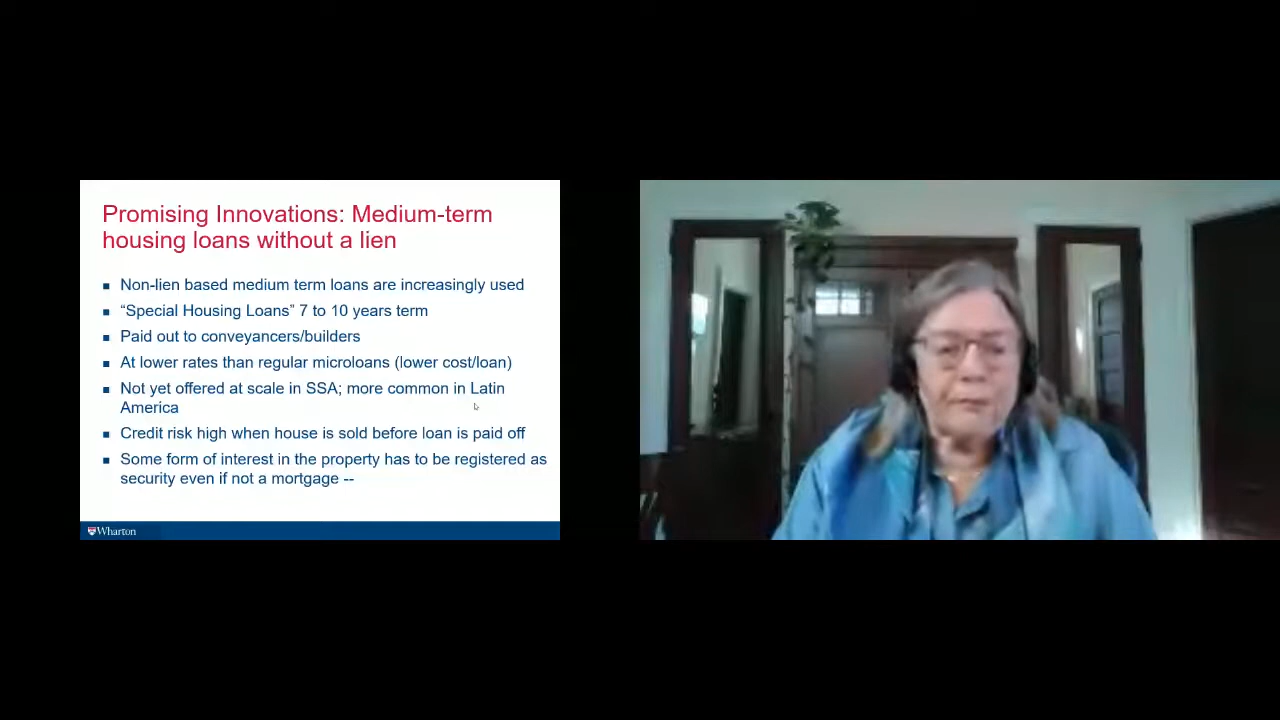 Promising Innovations: Medium-term
housing loans without a lien
▪ Non-lien based medium term loans are increasingly used
▪ “Special Housing Loans” 7 to 10 years term
▪ Paid out to conveyancers/builders
▪ At lower rates than regular microloans (lower cost/loan)
▪ Not yet offered at scale in SSA; more common in Latin
America
▪ Credit risk high when house is sold before loan is paid off
▪ Some form of interest in the property has to be registered as
security even if not a mortgage --
Wharton